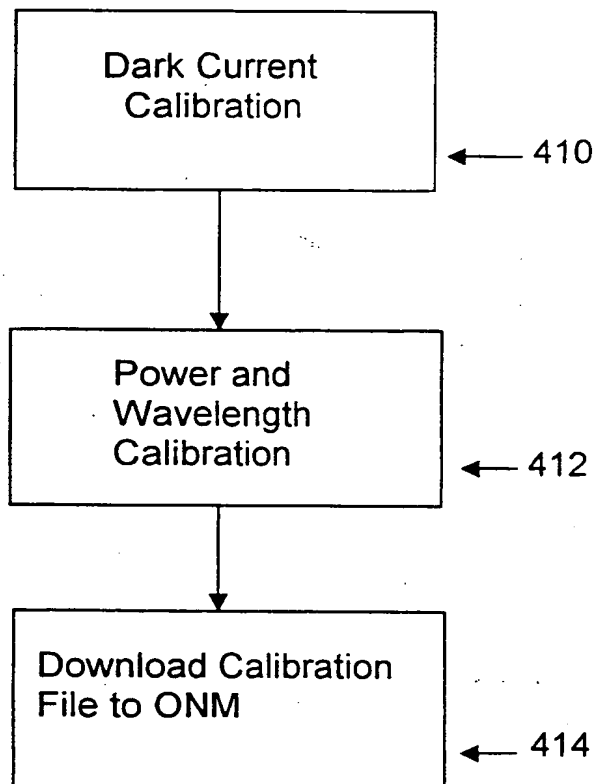 Dark Current
Calibration
410
Power and
Wavelength
Calibration
412
Download Calibration
File to ONM
414